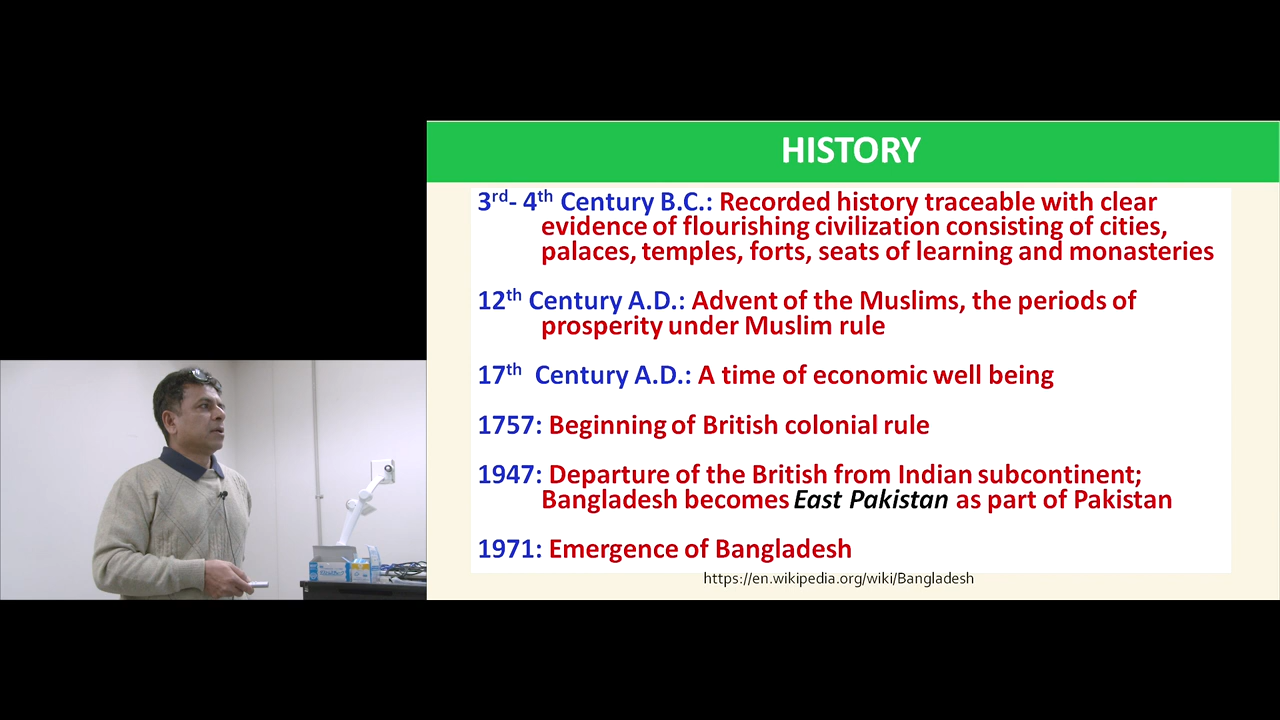 HISTORY
3rd- 4th Century B.C.: Recorded history traceable with clear
evidence of flourishing civilization consisting of cities,
palaces, temples, forts, seats of learning and monasteries
12th Century A.D.: Advent of the Muslims, the periods of
prosperity under Muslim rule
17th Century A.D.: A time of economic well being
1757: Beginning of British colonial rule
1947: Departure of the British from Indian subcontinent;
Bangladesh becomes East Pakistan as part of Pakistan
1971: Emergence of Bangladesh
https://en.wikipedia.org/wiki/Bangladesh